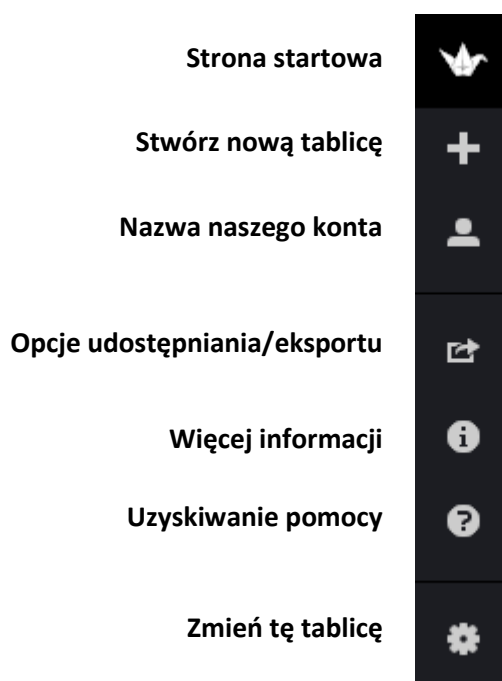 Strona startowa
Stwórz nową tablicę
Nazwa naszego konta
Opcje udostępniania/eksportu
Więcej informacji
Uzyskiwanie pomocy
Zmień tę tablicę